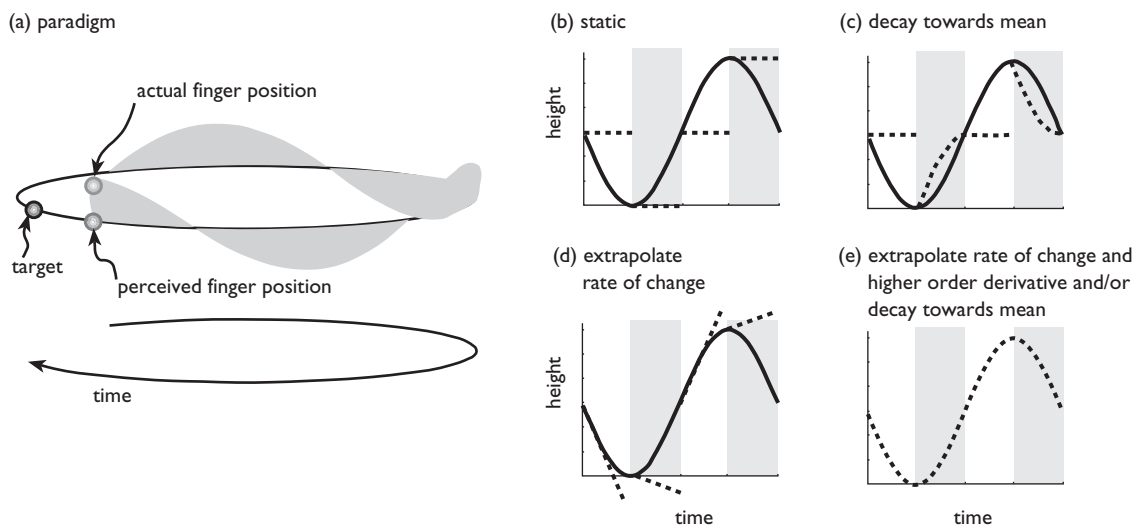 (a) paradigm
actual finger position
target
perceived finger position
time
(b) static
height
(c) decay towards mean
(d) extrapolate
rate of change
height
time
(e) extrapolate rate of change and
higher order derivative and/or
decay towards mean
time